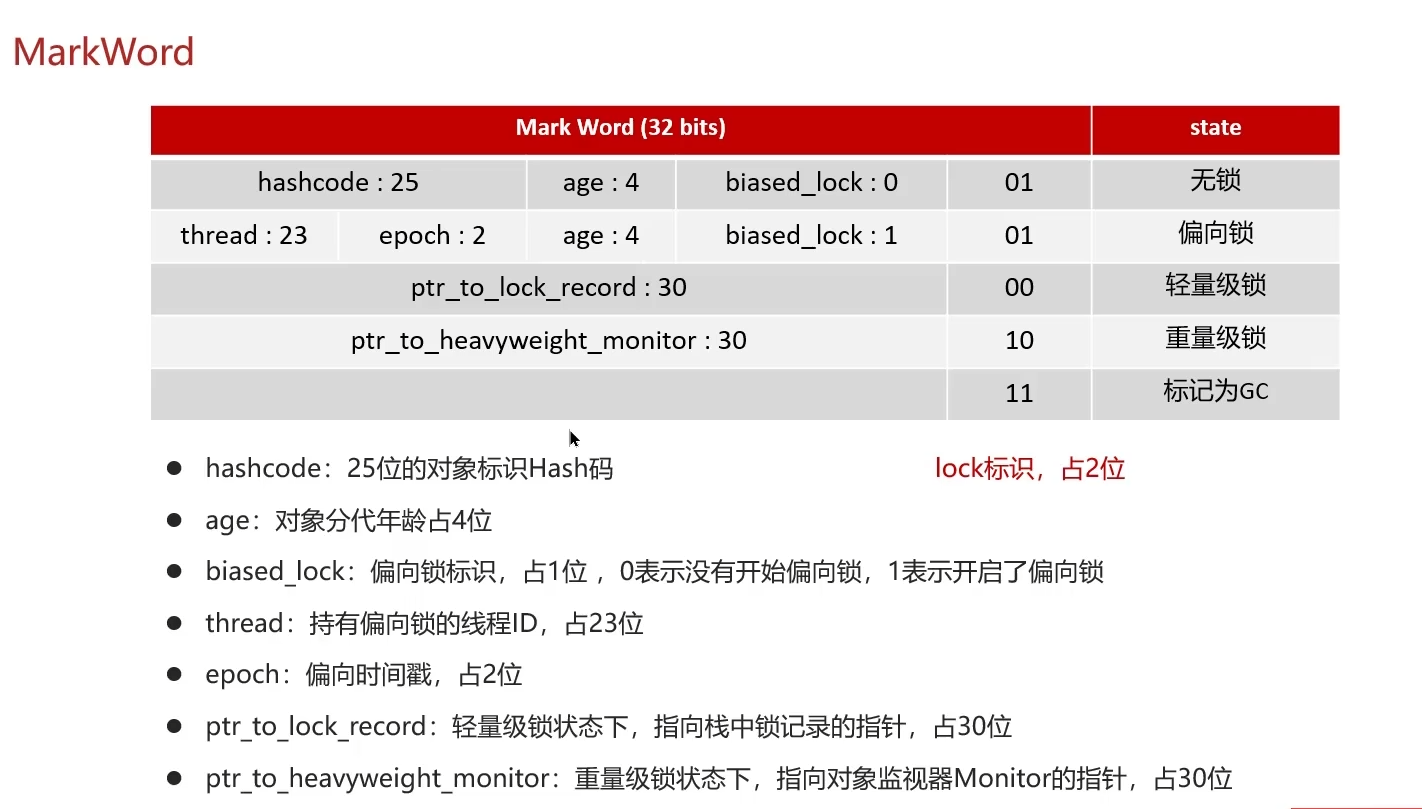 MarkWord
Mark Word (32 bits) state
hashcode : 25 age : 4 biased_lock : 0 01 无锁
thread : 23 epoch : 2 age : 4 biased_lock : 1 01 偏向锁
ptr_to_lock_record : 30 00 轻量级锁
ptr_to_heavyweight_monitor : 30 10 重量级锁
11 标记为GC
● hashcode：25位的对象标识Hash码 lock标识，占2位
● age：对象分代年龄占4位
● biased_lock：偏向锁标识，占1位 ，0表示没有开始偏向锁，1表示开启了偏向锁
● thread：持有偏向锁的线程ID，占23位
● epoch：偏向时间戳，占2位
● ptr_to_lock_record：轻量级锁状态下，指向栈中锁记录的指针，占30位
● ptr_to_heavyweight_monitor：重量级锁状态下，指向对象监视器Monitor的指针，占30位